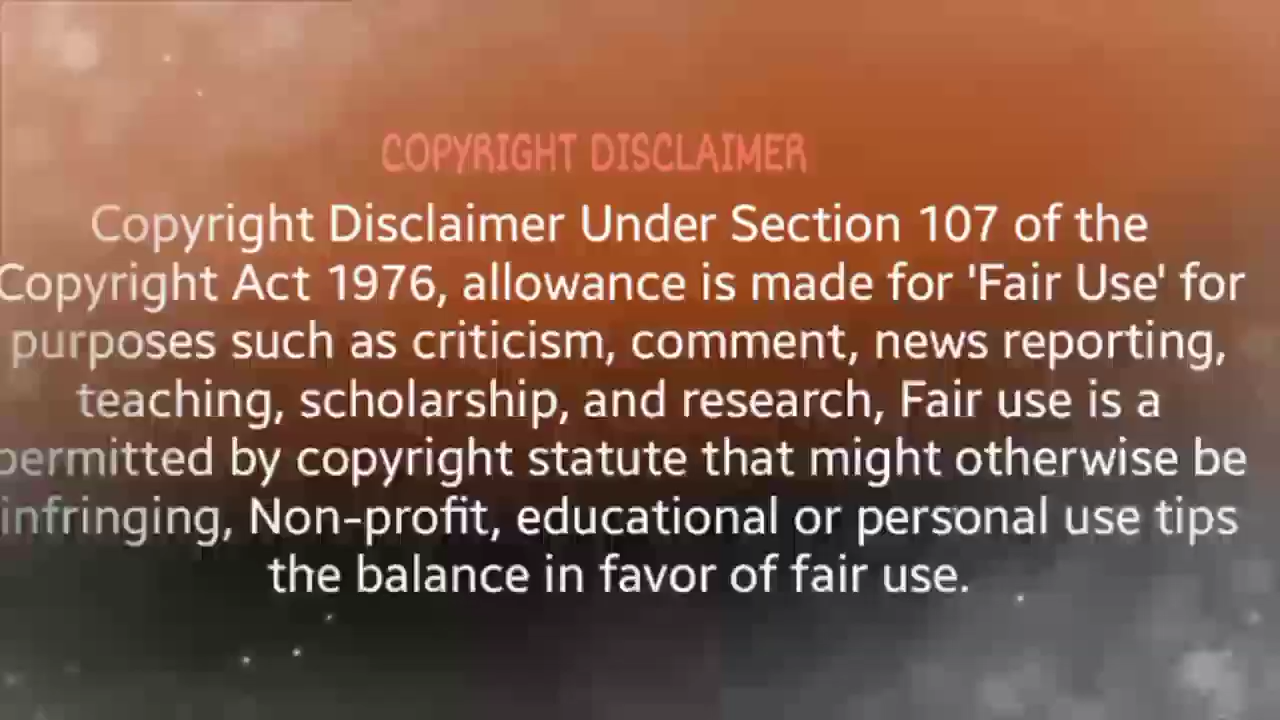 COPYRIGHT DISCLAIMER
Copyright Disclaimer Under Section 107 of the
Copyright Act 1976, allowance is made for 'Fair Use' for
purposes such as criticism, comment, news reporting,
teaching, scholarship, and research, Fair use is a
permitted by copyright statute that might otherwise be
infringing, Non-profit, educational or personal use tips
the balance in favor of fair use.